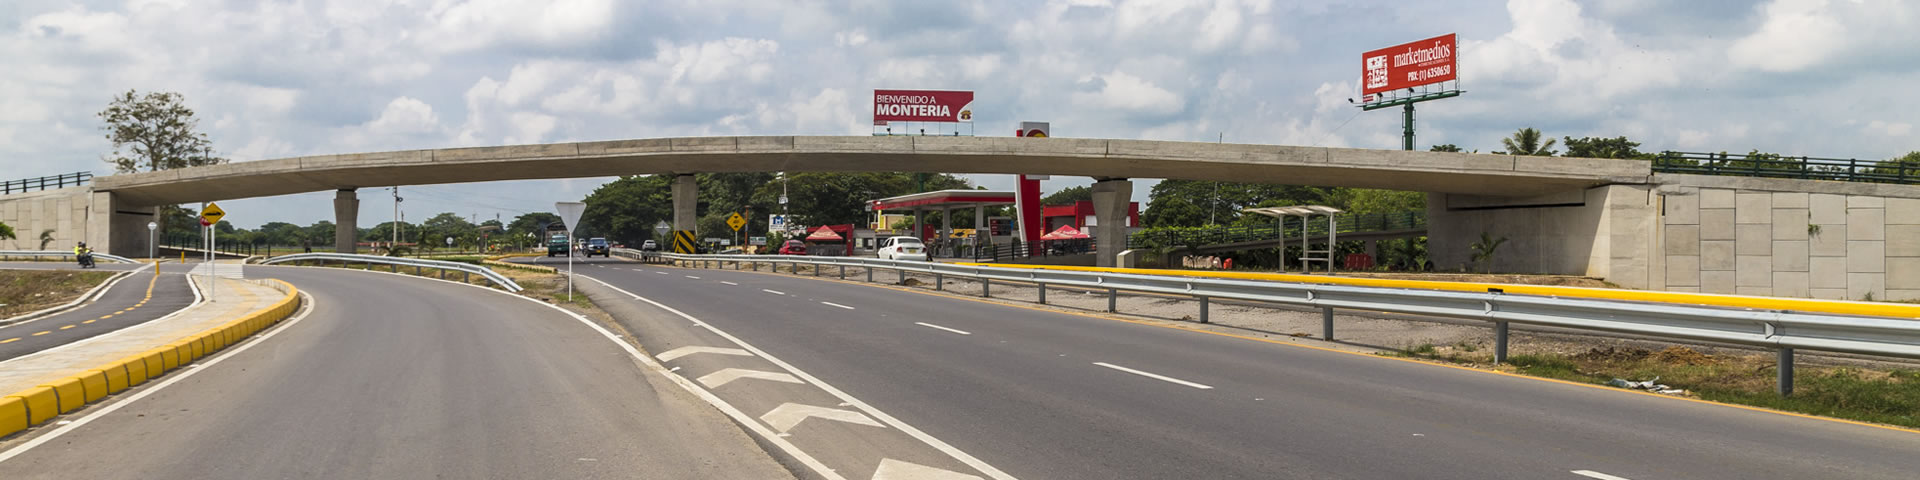 BIENVENIDO A
MONTERIA
marketmedios
PBX: (1) 6350650